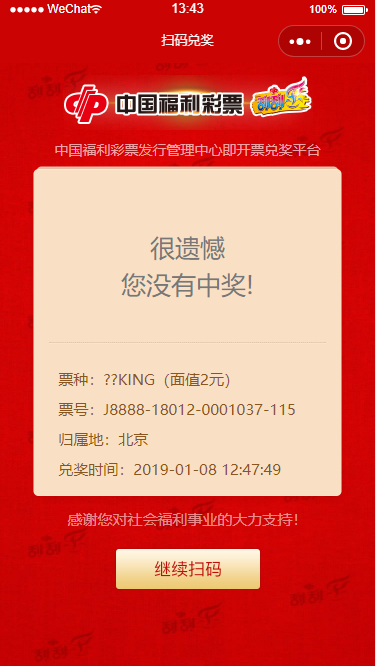 ●●●●● WeChat 13:43 100%
扫码兑奖
中国福利彩票 刮刮乐
中国福利彩票发行管理中心即开票兑奖平台
很遗憾
您没有中奖!
票种：??KING（面值2元）
票号：J8888-18012-0001037-115
归属地：北京
兑奖时间：2019-01-08 12:47:49
感谢您对社会福利事业的大力支持！
继续扫码